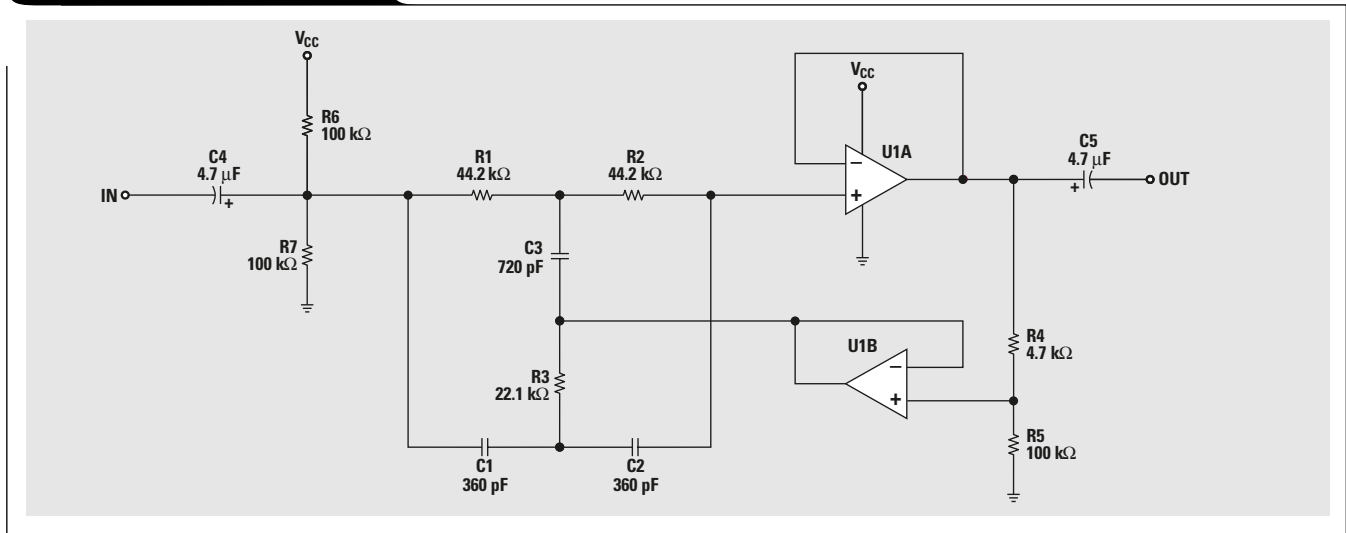 VCC
R6
100 kΩ
C4
4.7 µF
+
IN
R7
100 kΩ
R1
44.2 kΩ
R2
44.2 kΩ
C3
720 pF
R3
22.1 kΩ
C1
360 pF
C2
360 pF
VCC
U1A
−
+
C5
4.7 µF
+
OUT
U1B
−
+
R4
4.7 kΩ
R5
100 kΩ